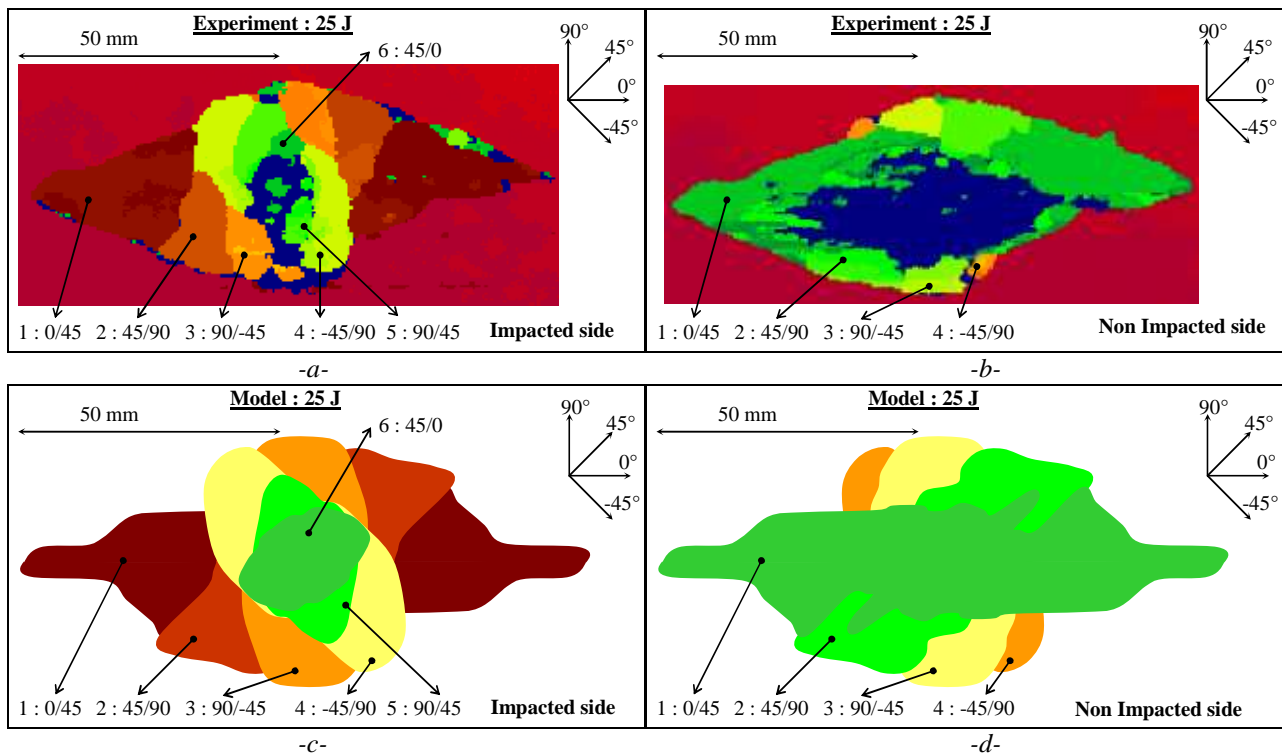 Experiment : 25 J
50 mm
6 : 45/0
90°
45°
0°
-45°
1 : 0/45 2 : 45/90 3 : 90/-45 4 : -45/90 5 : 90/45 Impacted side
-a-
Experiment : 25 J
50 mm
90°
45°
0°
-45°
1 : 0/45 2 : 45/90 3 : 90/-45 4 : -45/90 Non Impacted side
-b-
Model : 25 J
50 mm
6 : 45/0
90°
45°
0°
-45°
1 : 0/45 2 : 45/90 3 : 90/-45 4 : -45/90 5 : 90/45 Impacted side
-c-
Model : 25 J
50 mm
90°
45°
0°
-45°
1 : 0/45 2 : 45/90 3 : 90/-45 4 : -45/90 Non Impacted side
-d-